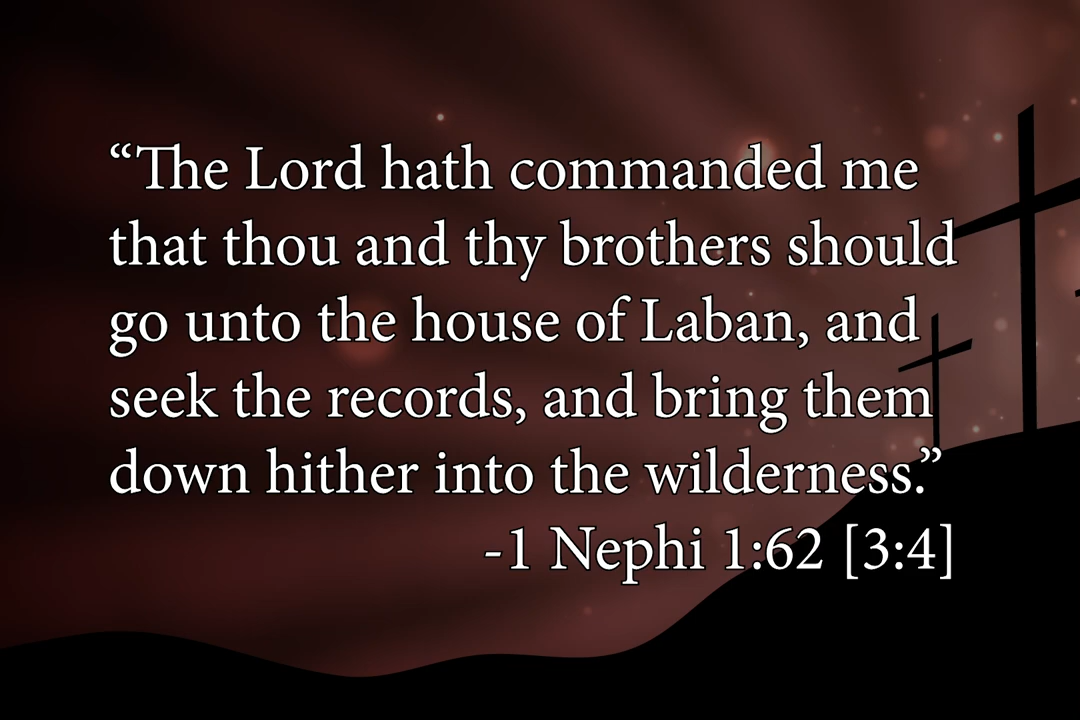 “The Lord hath commanded me
that thou and thy brothers should
go unto the house of Laban, and
seek the records, and bring them
down hither into the wilderness.”
-1 Nephi 1:62 [3:4]